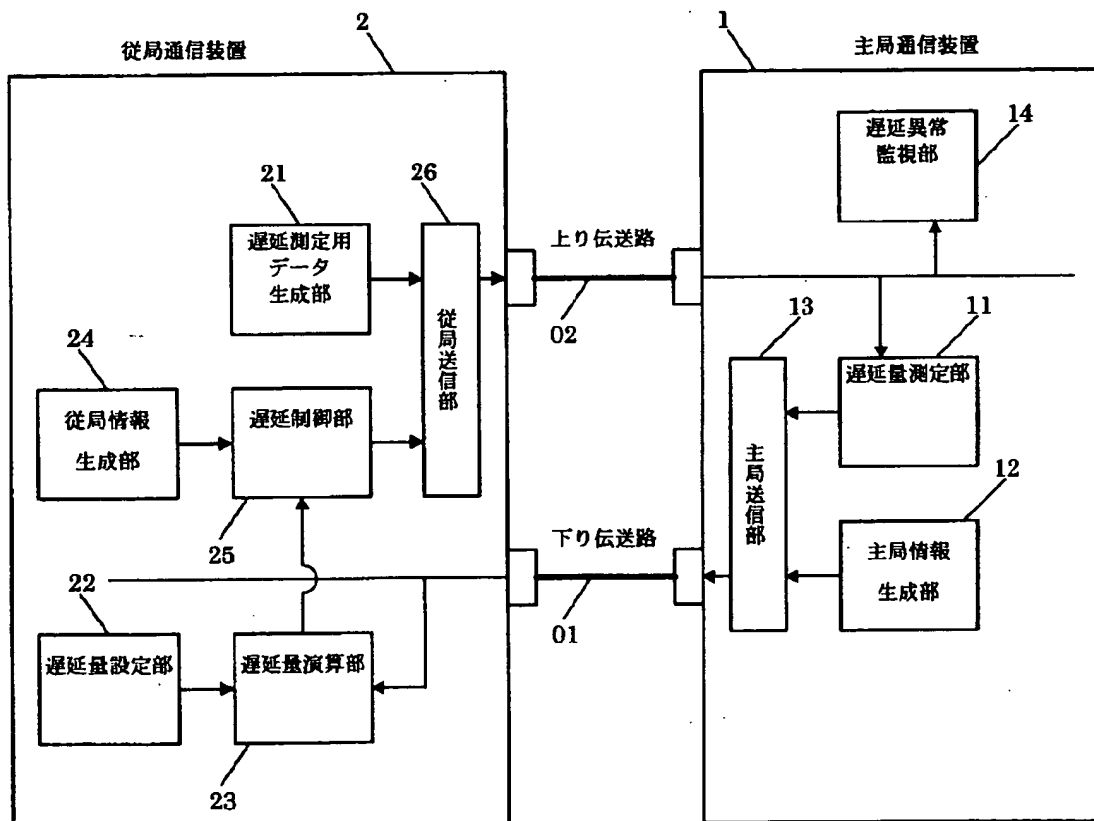 2
従局通信装置
1
主局通信装置
遅延異常
監視部
14
21
26
遅延測定用
データ
生成部
従局送信部
上り伝送路
02
13
11
遅延量測定部
24
従局情報
生成部
遅延制御部
25
主局送信部
12
主局情報
生成部
下り伝送路
01
22
遅延量設定部
遅延量演算部
23